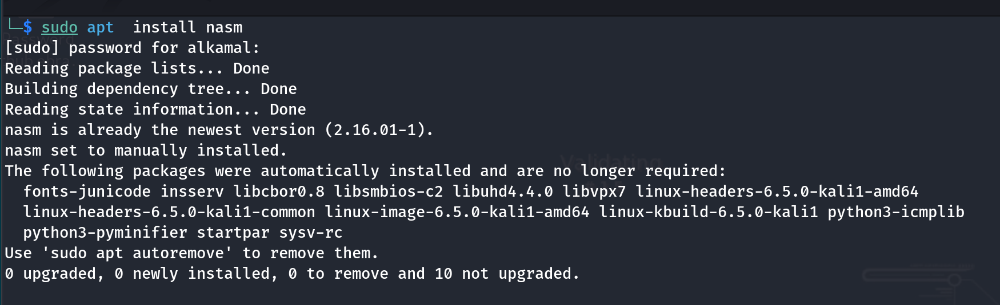 └─$ sudo apt  install nasm
[sudo] password for alkamal:
Reading package lists... Done
Building dependency tree... Done
Reading state information... Done
nasm is already the newest version (2.16.01-1).
nasm set to manually installed.
The following packages were automatically installed and are no longer required:
  fonts-junicode insserv libcbor0.8 libsmbios-c2 libuhd4.4.0 libvpx7 linux-headers-6.5.0-kali1-amd64
  linux-headers-6.5.0-kali1-common linux-image-6.5.0-kali1-amd64 linux-kbuild-6.5.0-kali1 python3-icmplib
  python3-pyminifier startpar sysv-rc
Use 'sudo apt autoremove' to remove them.
0 upgraded, 0 newly installed, 0 to remove and 10 not upgraded.
Password
Validating